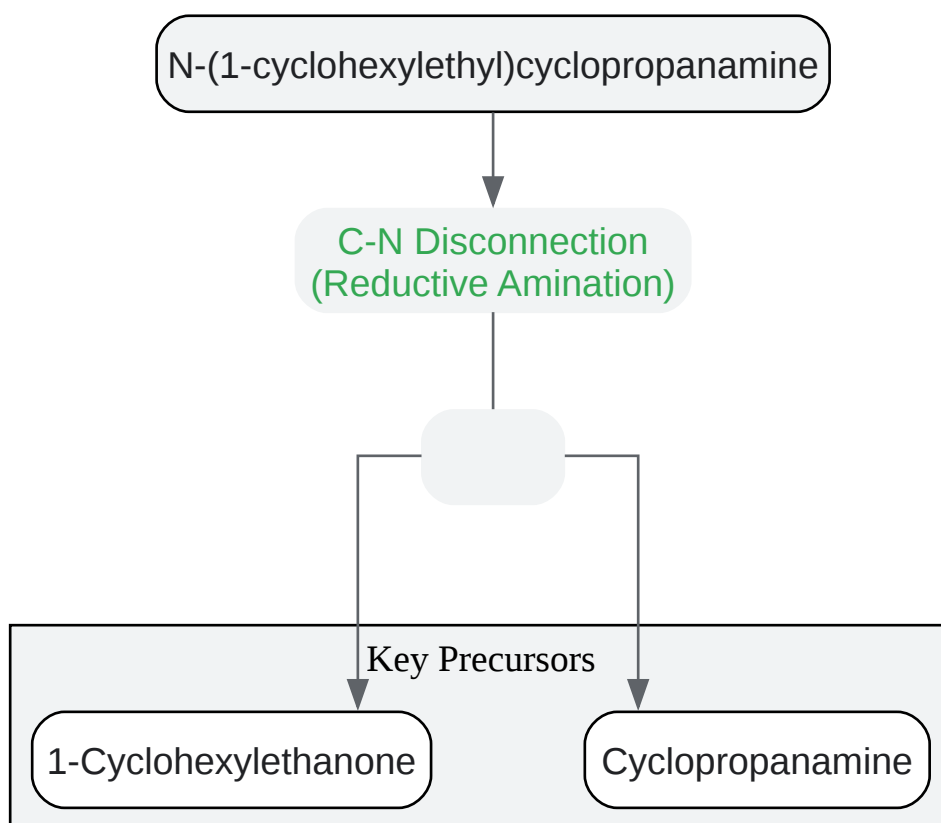 N-(1-cyclohexylethyl)cyclopropanamine
C-N Disconnection
(Reductive Amination)
Key Precursors
1-Cyclohexylethanone
Cyclopropanamine